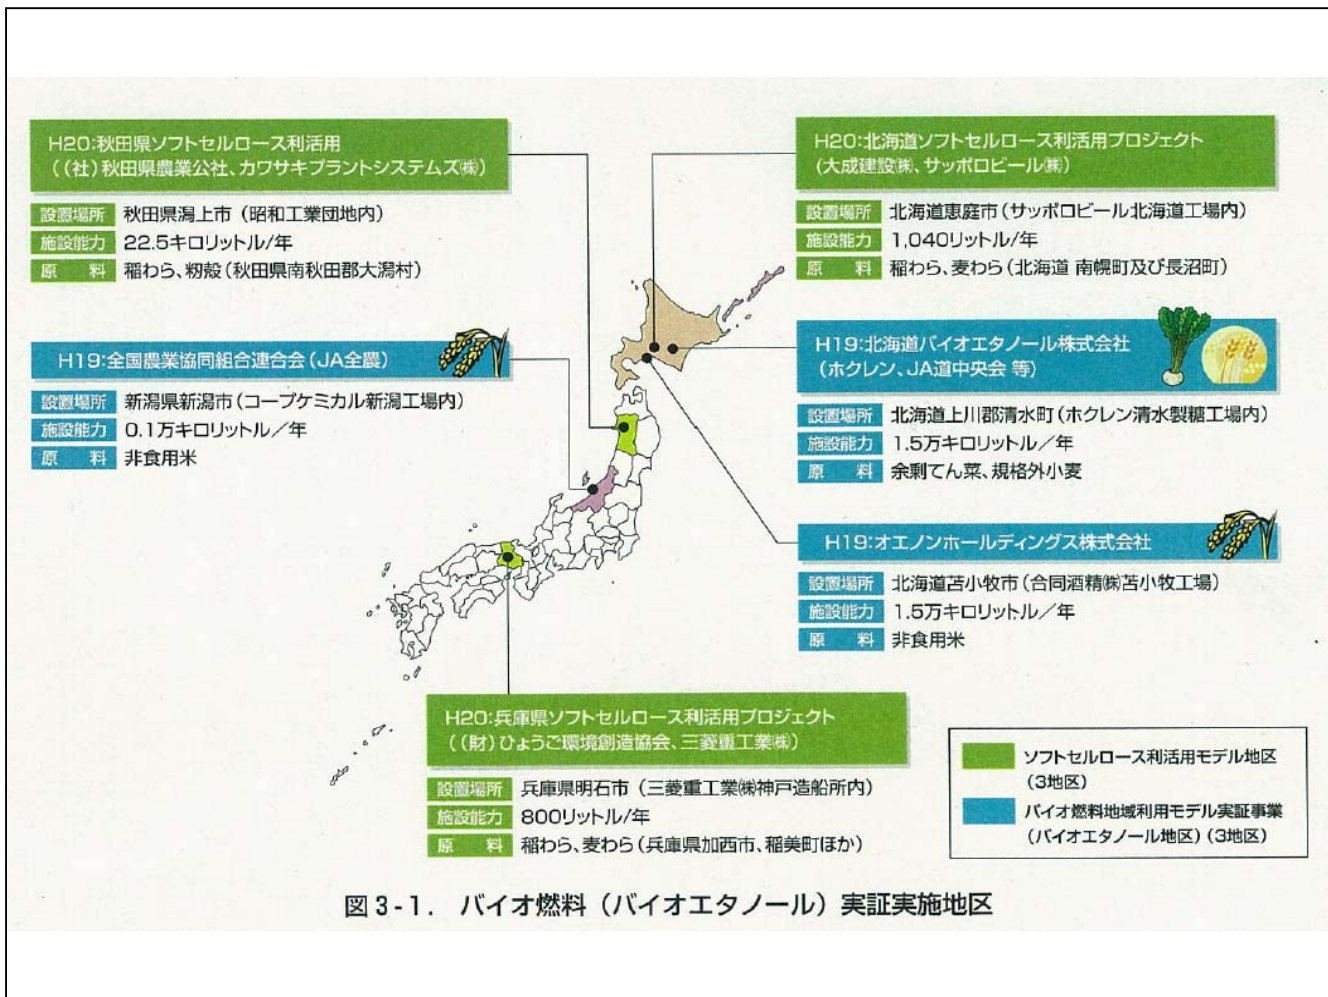 H20:秋田県ソフトセルロース利活用
((社)秋田県農業公社、カワサキプラントシステムズ㈱)
設置場所 秋田県潟上市(昭和工業団地内)
施設能力 22.5キロリットル/年
原 料 稲わら、籾殻(秋田県南秋田郡大潟村)
H19:全国農業協同組合連合会(JA全農)
設置場所 新潟県新潟市(コープケミカル新潟工場内)
施設能力 0.1万キロリットル/年
原 料 非食用米
H20:北海道ソフトセルロース利活用プロジェクト
(大成建設㈱、サッポロビール㈱)
設置場所 北海道恵庭市(サッポロビール北海道工場内)
施設能力 1,040リットル/年
原 料 稲わら、麦わら(北海道 南幌町及び長沼町)
H19:北海道バイオエタノール株式会社
(ホクレン、JA道中央会 等)
設置場所 北海道上川郡清水町(ホクレン清水製糖工場内)
施設能力 1.5万キロリットル/年
原 料 余剰てん菜、規格外小麦
H19:オエノンホールディングス株式会社
設置場所 北海道苫小牧市(合同酒精㈱苫小牧工場)
施設能力 1.5万キロリットル/年
原 料 非食用米
H20:兵庫県ソフトセルロース利活用プロジェクト
((財)ひょうご環境創造協会、三菱重工業㈱)
設置場所 兵庫県明石市(三菱重工業㈱神戸造船所内)
施設能力 800リットル/年
原 料 稲わら、麦わら(兵庫県加西市、稲美町ほか)
ソフトセルロース利活用モデル地区
(3地区)
バイオ燃料地域利用モデル実証事業
(バイオエタノール地区)(3地区)
図3-1. バイオ燃料(バイオエタノール)実証実施地区